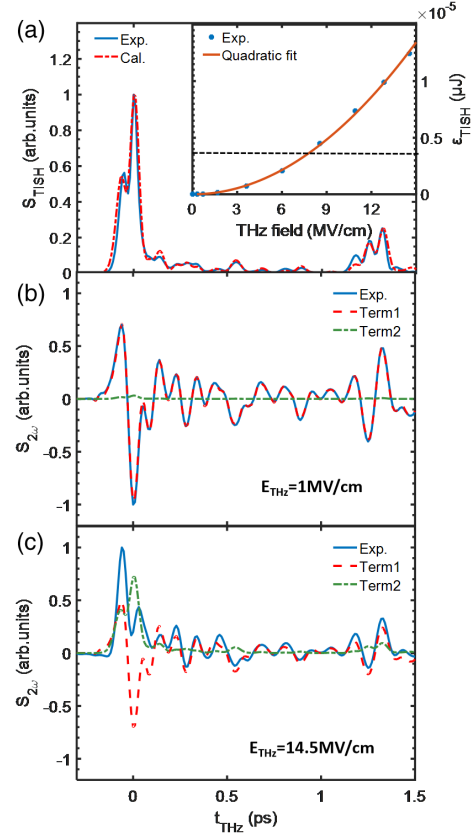 (a)
Exp.
Cal.
S_TISH (arb.units)
1.2
1
0.8
0.6
0.4
0.2
0
Exp.
Quadratic fit
×10⁻⁵
1
0.5
0
ε_TISH (μJ)
0 3 6 9 12
THz field (MV/cm)
(b)
Exp.
Term1
Term2
S_2ω (arb.units)
1
0.5
0
−0.5
−1
E_THz=1MV/cm
(c)
Exp.
Term1
Term2
S_2ω (arb.units)
1
0.5
0
−0.5
−1
E_THz=14.5MV/cm
0 0.5 1.0 1.5
t_THz (ps)